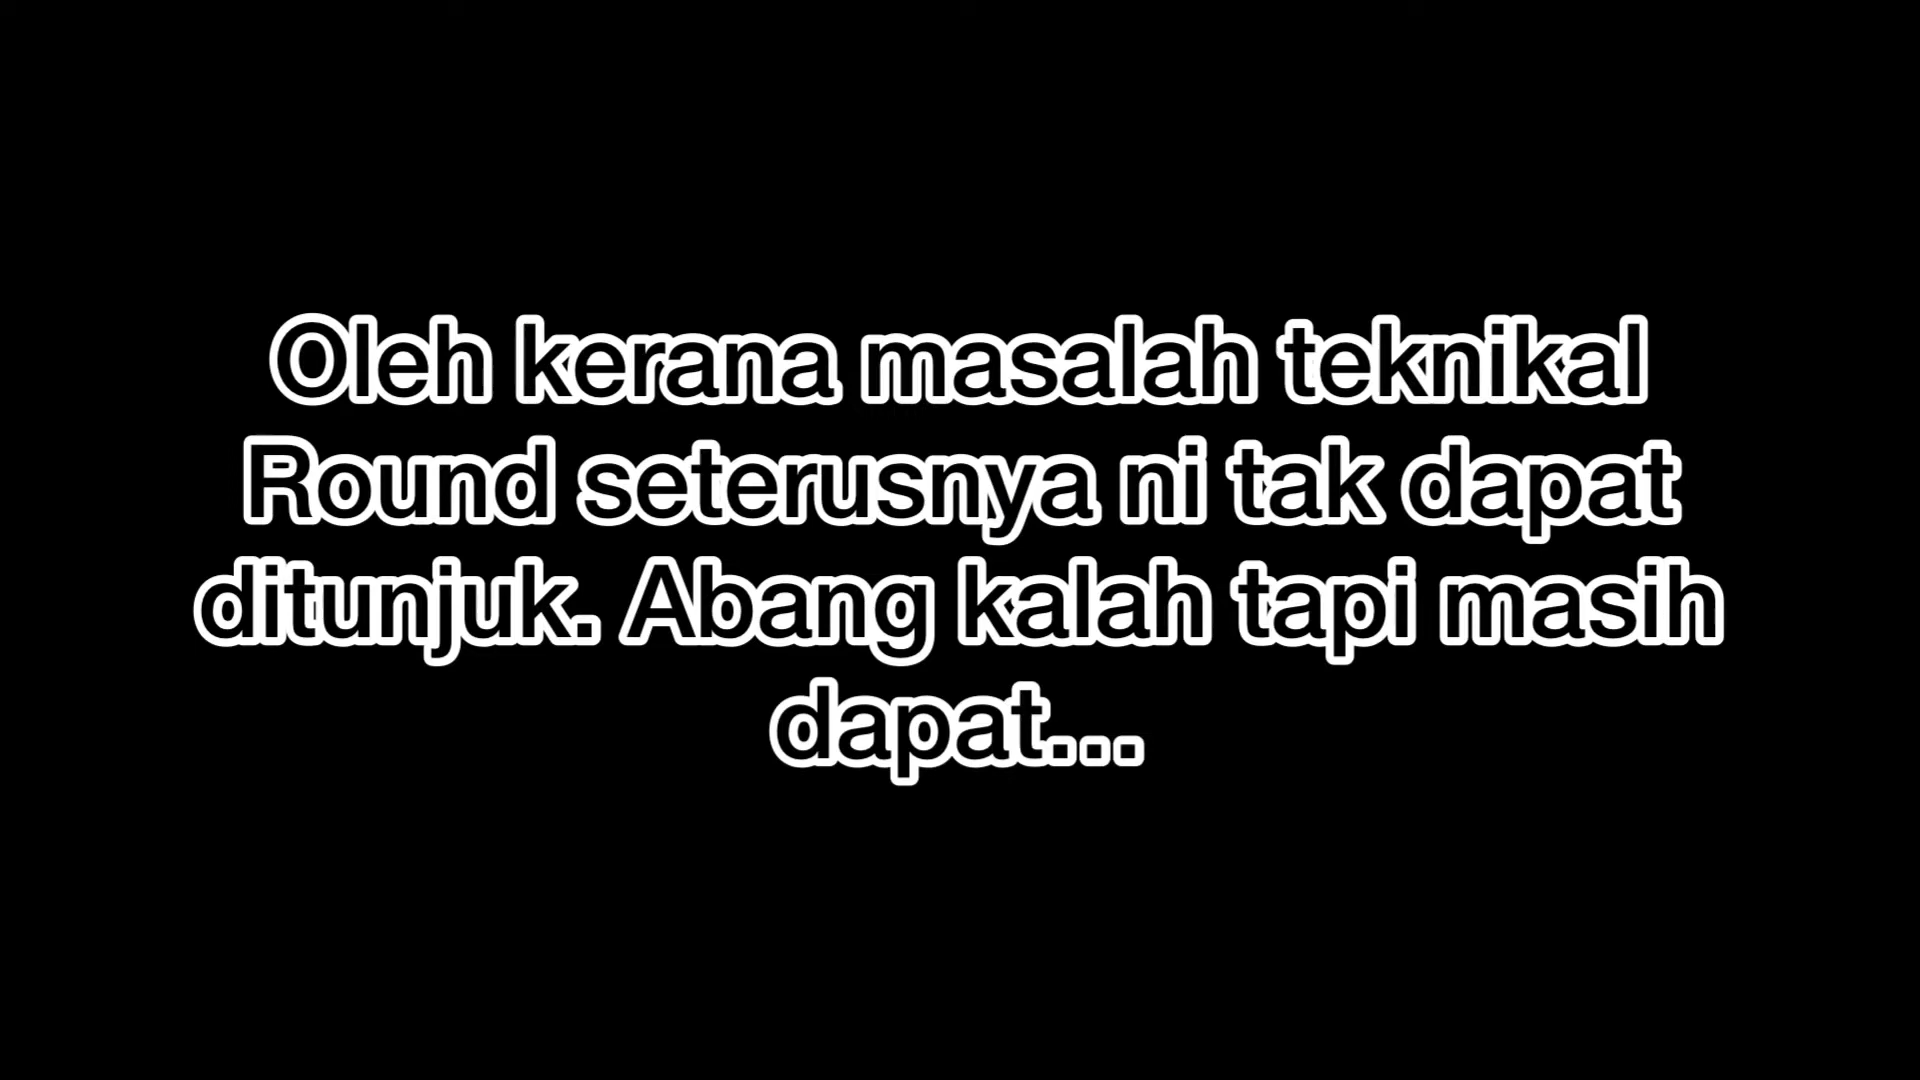 Oleh kerana masalah teknikal
Round seterusnya ni tak dapat
ditunjuk. Abang kalah tapi masih
dapat...